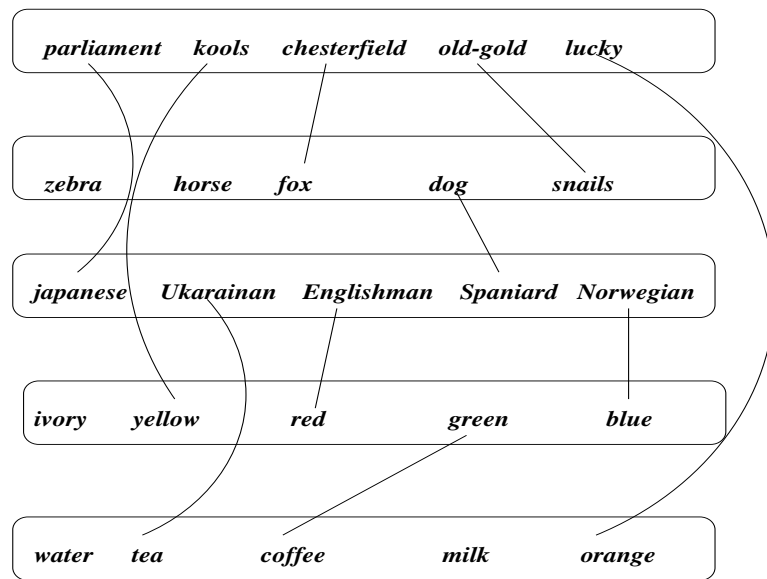 parliament kools chesterfield old-gold lucky
zebra horse fox dog snails
japanese Ukarainan Englishman Spaniard Norwegian
ivory yellow red green blue
water tea coffee milk orange